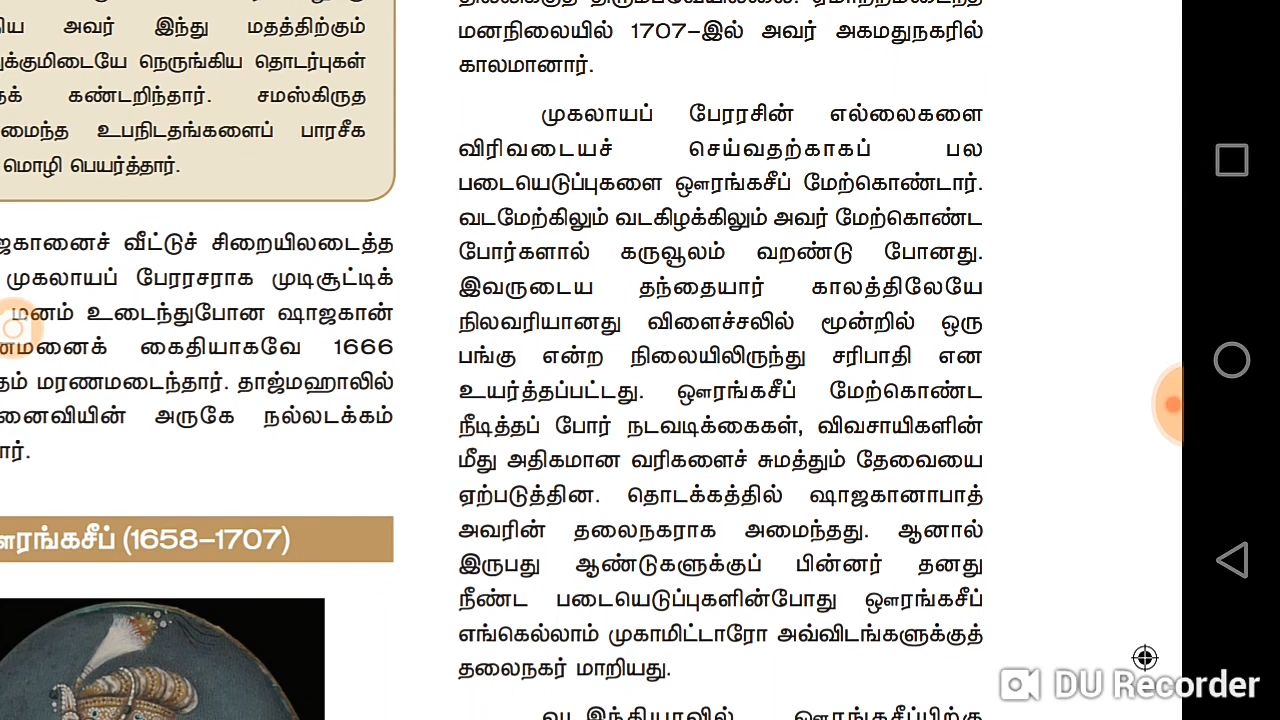 அவர் இந்து மதத்திற்கும்
நெருங்கிய தொடர்புகள்
கண்டறிந்தார். சமஸ்கிருத
உபநிடதங்களைப் பாரசீக
மொழி பெயர்த்தார்.
வீட்டுச் சிறையிலடைத்த
முகலாயப் பேரரசராக முடிசூட்டிக்
மனம் உடைந்துபோன ஷாஜகான்
கைதியாகவே 1666
மரணமடைந்தார். தாஜ்மஹாலில்
அருகே நல்லடக்கம்
(1658–1707)
மனநிலையில் 1707–இல் அவர் அகமதுநகரில்
காலமானார்.
முகலாயப் பேரரசின் எல்லைகளை
விரிவடையச் செய்வதற்காகப் பல
படையெடுப்புகளை ஔரங்கசீப் மேற்கொண்டார்.
வடமேற்கிலும் வடகிழக்கிலும் அவர் மேற்கொண்ட
போர்களால் கருவூலம் வறண்டு போனது.
இவருடைய தந்தையார் காலத்திலேயே
நிலவரியானது விளைச்சலில் மூன்றில் ஒரு
பங்கு என்ற நிலையிலிருந்து சரிபாதி என
உயர்த்தப்பட்டது. ஔரங்கசீப் மேற்கொண்ட
நீடித்தப் போர் நடவடிக்கைகள், விவசாயிகளின்
மீது அதிகமான வரிகளைச் சுமத்தும் தேவையை
ஏற்படுத்தின. தொடக்கத்தில் ஷாஜகானாபாத்
அவரின் தலைநகராக அமைந்தது. ஆனால்
இருபது ஆண்டுகளுக்குப் பின்னர் தனது
நீண்ட படையெடுப்புகளின்போது ஔரங்கசீப்
எங்கெல்லாம் முகாமிட்டாரோ அவ்விடங்களுக்குத்
தலைநகர் மாறியது.
DU Recorder